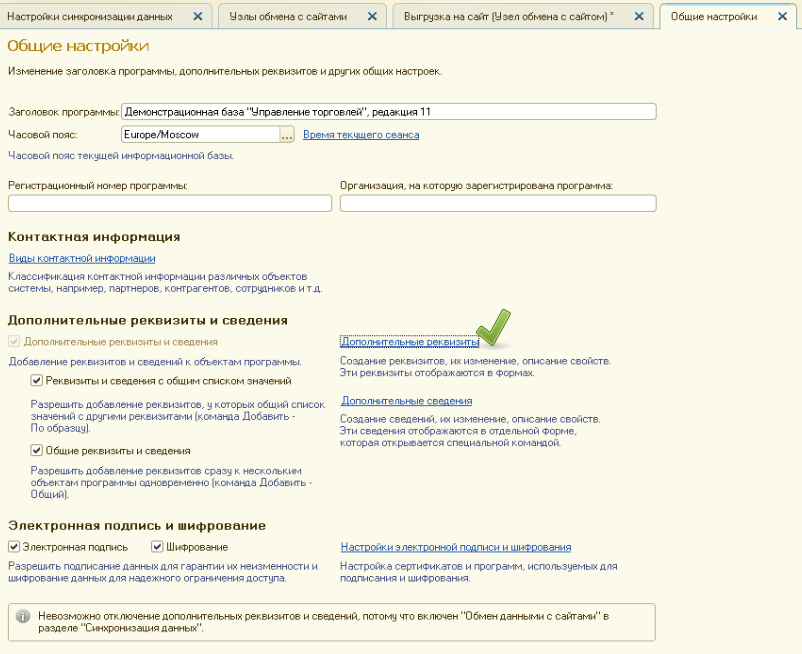 Настройки синхронизации данных
Узлы обмена с сайтами
Выгрузка на сайт (Узел обмена с сайтом) *
Общие настройки
Общие настройки
Изменение заголовка программы, дополнительных реквизитов и других общих настроек.
Заголовок программы: Демонстрационная база "Управление торговлей", редакция 11
Часовой пояс: Europe/Moscow ... Время текущего сеанса
Часовой пояс текущей информационной базы.
Регистрационный номер программы:
Организация, на которую зарегистрирована программа:
Контактная информация
Виды контактной информации
Классификация контактной информации различных объектов
системы, например, партнеров, контрагентов, сотрудников и т.д.
Дополнительные реквизиты и сведения
Дополнительные реквизиты и сведения
Добавление реквизитов и сведений к объектам программы.
Реквизиты и сведения с общим списком значений
Разрешить добавление реквизитов, у которых общий список
значений с другими реквизитами (команда Добавить -
По образцу).
Общие реквизиты и сведения
Разрешить добавление реквизитов сразу к нескольким
объектам программы одновременно (команда Добавить -
Общий).
Дополнительные реквизиты
Создание реквизитов, их изменение, описание свойств.
Эти реквизиты отображаются в формах.
Дополнительные сведения
Создание сведений, их изменение, описание свойств.
Эти сведения отображаются в отдельной форме,
которая открывается специальной командой.
Электронная подпись и шифрование
Электронная подпись
Шифрование
Разрешить подписание данных для гарантии их неизменности и
шифрование данных для надежного ограничения доступа.
Настройки электронной подписи и шифрования
Настройка сертификатов и программ, используемых для
подписания и шифрования.
Невозможно отключение дополнительных реквизитов и сведений, потому что включен "Обмен данными с сайтами" в
разделе "Синхронизация данных".